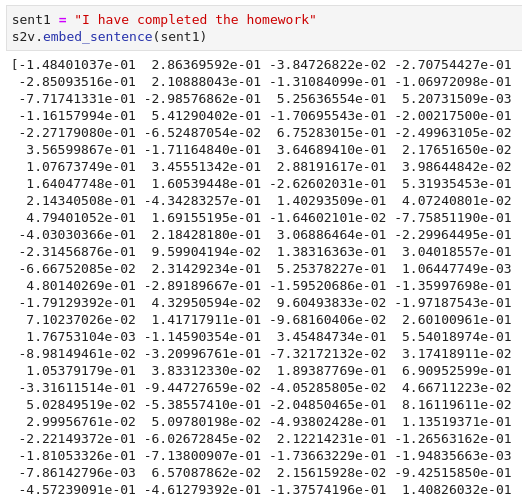 sent1 = "I have completed the homework"
s2v.embed_sentence(sent1)
[-1.48401037e-01 2.86369592e-01 -3.84726822e-02 -2.70754427e-01
-2.85093516e-01 2.10888043e-01 -1.31084099e-01 -1.06972098e-01
-7.71741331e-01 -2.98576862e-01 5.25636554e-01 5.20731509e-03
-1.16157994e-01 5.41290402e-01 -1.70695543e-01 -2.00217500e-01
-2.27179080e-01 -6.52487054e-02 6.75283015e-01 -2.49963105e-02
3.56599867e-01 -1.71164840e-01 3.64689410e-01 2.17651650e-02
1.07673749e-01 3.45551342e-01 2.88191617e-01 3.98644842e-02
1.64047748e-01 1.60539448e-01 -2.62602031e-01 5.31935453e-01
2.14340508e-01 -4.34283257e-01 1.40293509e-01 4.07240801e-02
4.79401052e-01 1.69155195e-01 -1.64602101e-02 -7.75851190e-01
-4.03030366e-01 2.18428180e-01 3.06886464e-01 -2.29964495e-01
-2.31456876e-01 9.59904194e-02 1.38316363e-01 3.04018557e-01
-6.66752085e-02 2.31429234e-01 5.25378227e-01 1.06447749e-03
4.80140269e-01 -2.89189667e-01 -1.59520686e-01 -1.35997698e-01
-1.79129392e-01 4.32950594e-02 9.60493833e-02 -1.97187543e-01
7.10237026e-02 1.41717911e-01 -9.68160406e-02 2.60100961e-01
1.76753104e-03 -1.14590354e-01 3.45484734e-01 5.54018974e-01
-8.98149461e-02 -3.20996761e-01 -7.32172132e-02 3.17418911e-02
1.05379179e-01 3.83312330e-02 1.89387769e-01 6.90952599e-01
-3.31611514e-01 -9.44727659e-02 -4.05285805e-02 4.66711223e-02
5.02849519e-02 -5.38557410e-01 -2.04850465e-01 8.16119611e-02
2.99956761e-02 5.09780198e-02 -4.93802428e-01 1.13519371e-01
-2.22149372e-01 -6.02672845e-02 2.12214231e-01 -1.26563162e-01
-1.81053326e-01 -7.13800907e-01 -1.73663229e-01 -1.94835663e-03
-7.86142796e-03 6.57087862e-02 2.15615928e-02 -9.42515850e-01
-4.57239091e-01 -4.61279392e-01 -1.37574196e-01 1.40826032e-01